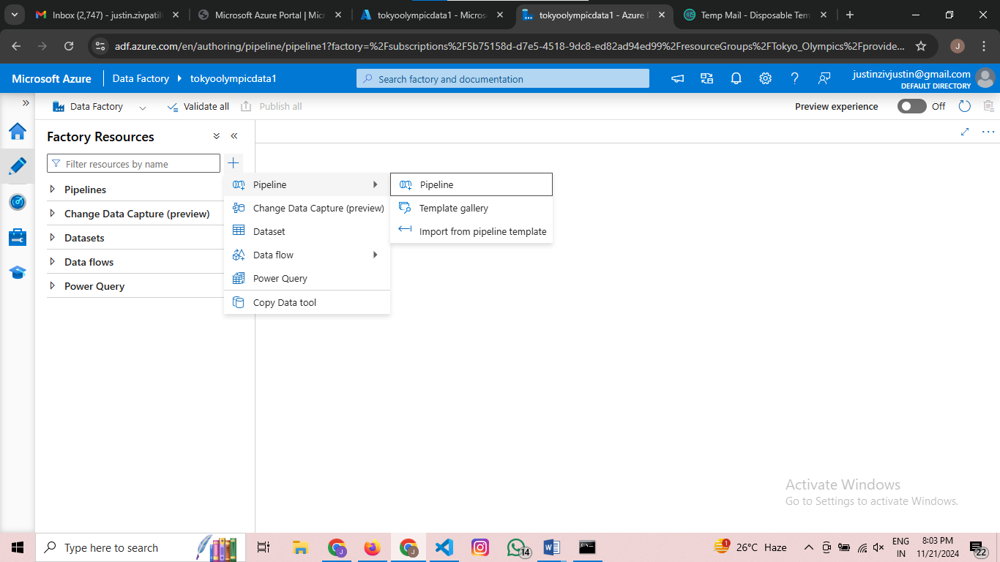 Inbox (2,747) - justin.zivpatil
Microsoft Azure Portal | Micr
tokyoolympicdata1 - Micros
tokyoolympicdata1 - Azure D
Temp Mail - Disposable Tem
adf.azure.com/en/authoring/pipeline/pipeline1?factory=%2Fsubscriptions%2F5b75158d-d7e5-4518-9dc8-ed82ad94ed99%2FresourceGroups%2FTokyo_Olympics%2Fprovide...
J
Microsoft Azure
Data Factory
tokyoolympicdata1
Search factory and documentation
justinzivjustin@gmail.com
DEFAULT DIRECTORY
Data Factory
Validate all
Publish all
Preview experience
Off
Factory Resources
Filter resources by name
Pipelines
Change Data Capture (preview)
Datasets
Data flows
Power Query
Pipeline
Change Data Capture (preview)
Dataset
Data flow
Power Query
Copy Data tool
Pipeline
Template gallery
Import from pipeline template
Activate Windows
Go to Settings to activate Windows.
Type here to search
J
J
14
1
26°C Haze
ENG
IN
8:03 PM
11/21/2024
22